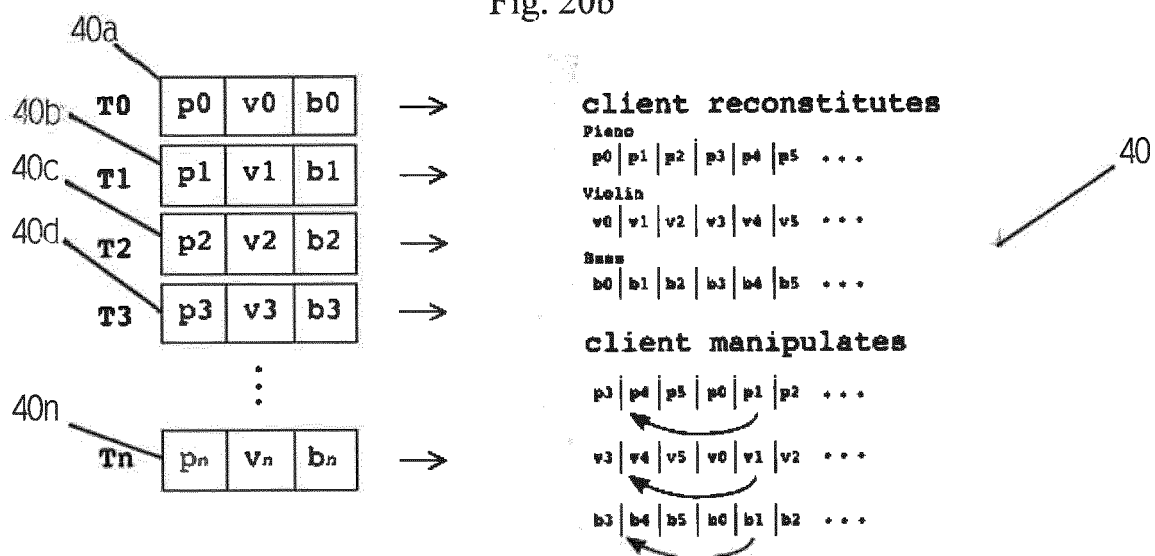 Fig. 20b
40a
T0 p0 v0 b0 →
40b
T1 p1 v1 b1 →
40c
T2 p2 v2 b2 →
40d
T3 p3 v3 b3 →
40n
Tn pn vn bn →
client reconstitutes
Piano
p0 | p1 | p2 | p3 | p4 | p5 • • •
Violin
v0 | v1 | v2 | v3 | v4 | v5 • • •
Bass
b0 | b1 | b2 | b3 | b4 | b5 • • •
40
client manipulates
p3 | p4 | p5 | p0 | p1 | p2 • • •
v3 | v4 | v5 | v0 | v1 | v2 • • •
b3 | b4 | b5 | b0 | b1 | b2 • • •